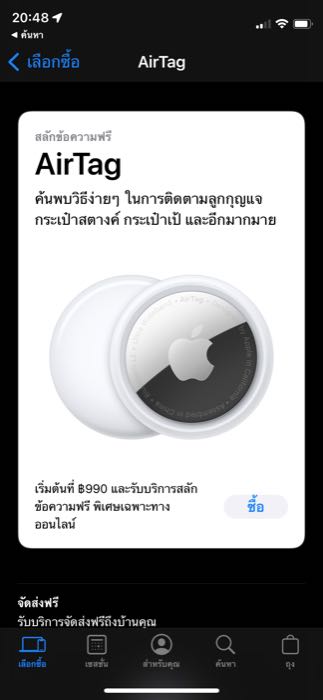 20:48
◀ ค้นหา
เลือกซื้อ
AirTag
สลักข้อความฟรี
AirTag
ค้นพบวิธีง่ายๆ ในการติดตามลูกกุญแจ
กระเป๋าสตางค์ กระเป๋าเป้ และอีกมากมาย
AirTag
Assembled in China
in California
เริ่มต้นที่ ฿990 และรับบริการสลัก
ข้อความฟรี พิเศษเฉพาะทาง
ออนไลน์
ซื้อ
จัดส่งฟรี
รับบริการจัดส่งฟรีถึงบ้านคุณ
เลือกซื้อ
เซสชั่น
สำหรับคุณ
ค้นหา
ถุง